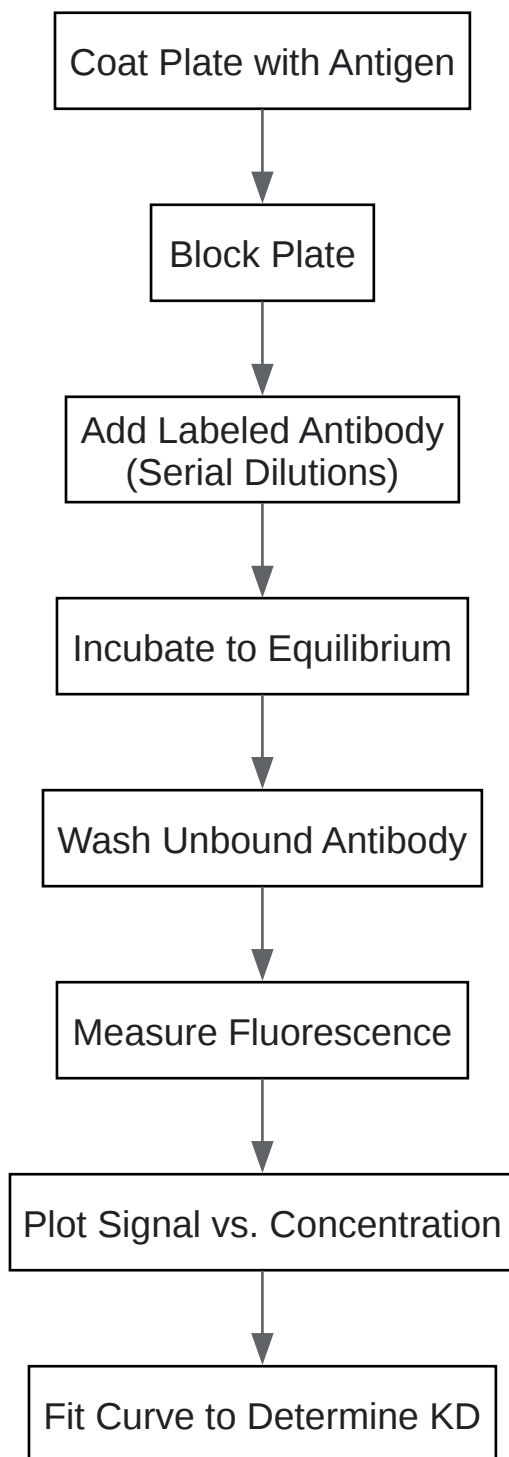 Coat Plate with Antigen
Block Plate
Add Labeled Antibody
(Serial Dilutions)
Incubate to Equilibrium
Wash Unbound Antibody
Measure Fluorescence
Plot Signal vs. Concentration
Fit Curve to Determine KD